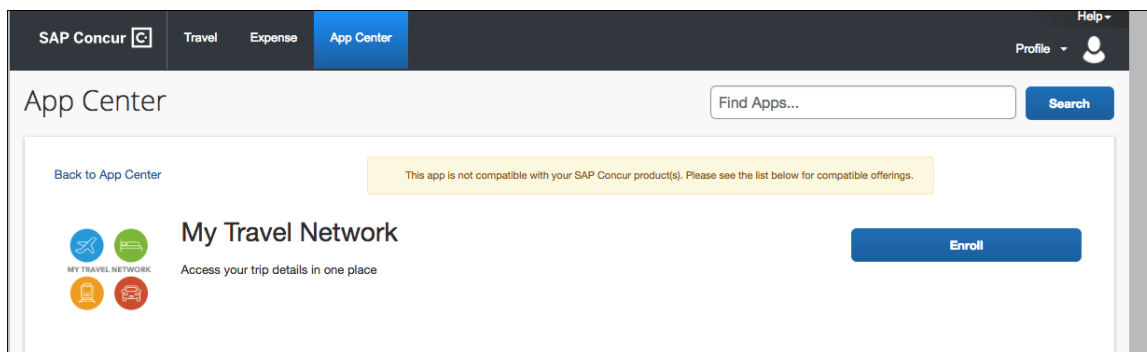 Help
SAP Concur C
Travel
Expense
App Center
Profile
App Center
Find Apps...
Search
Back to App Center
This app is not compatible with your SAP Concur product(s). Please see the list below for compatible offerings.
My Travel Network
Enroll
MY TRAVEL NETWORK
Access your trip details in one place